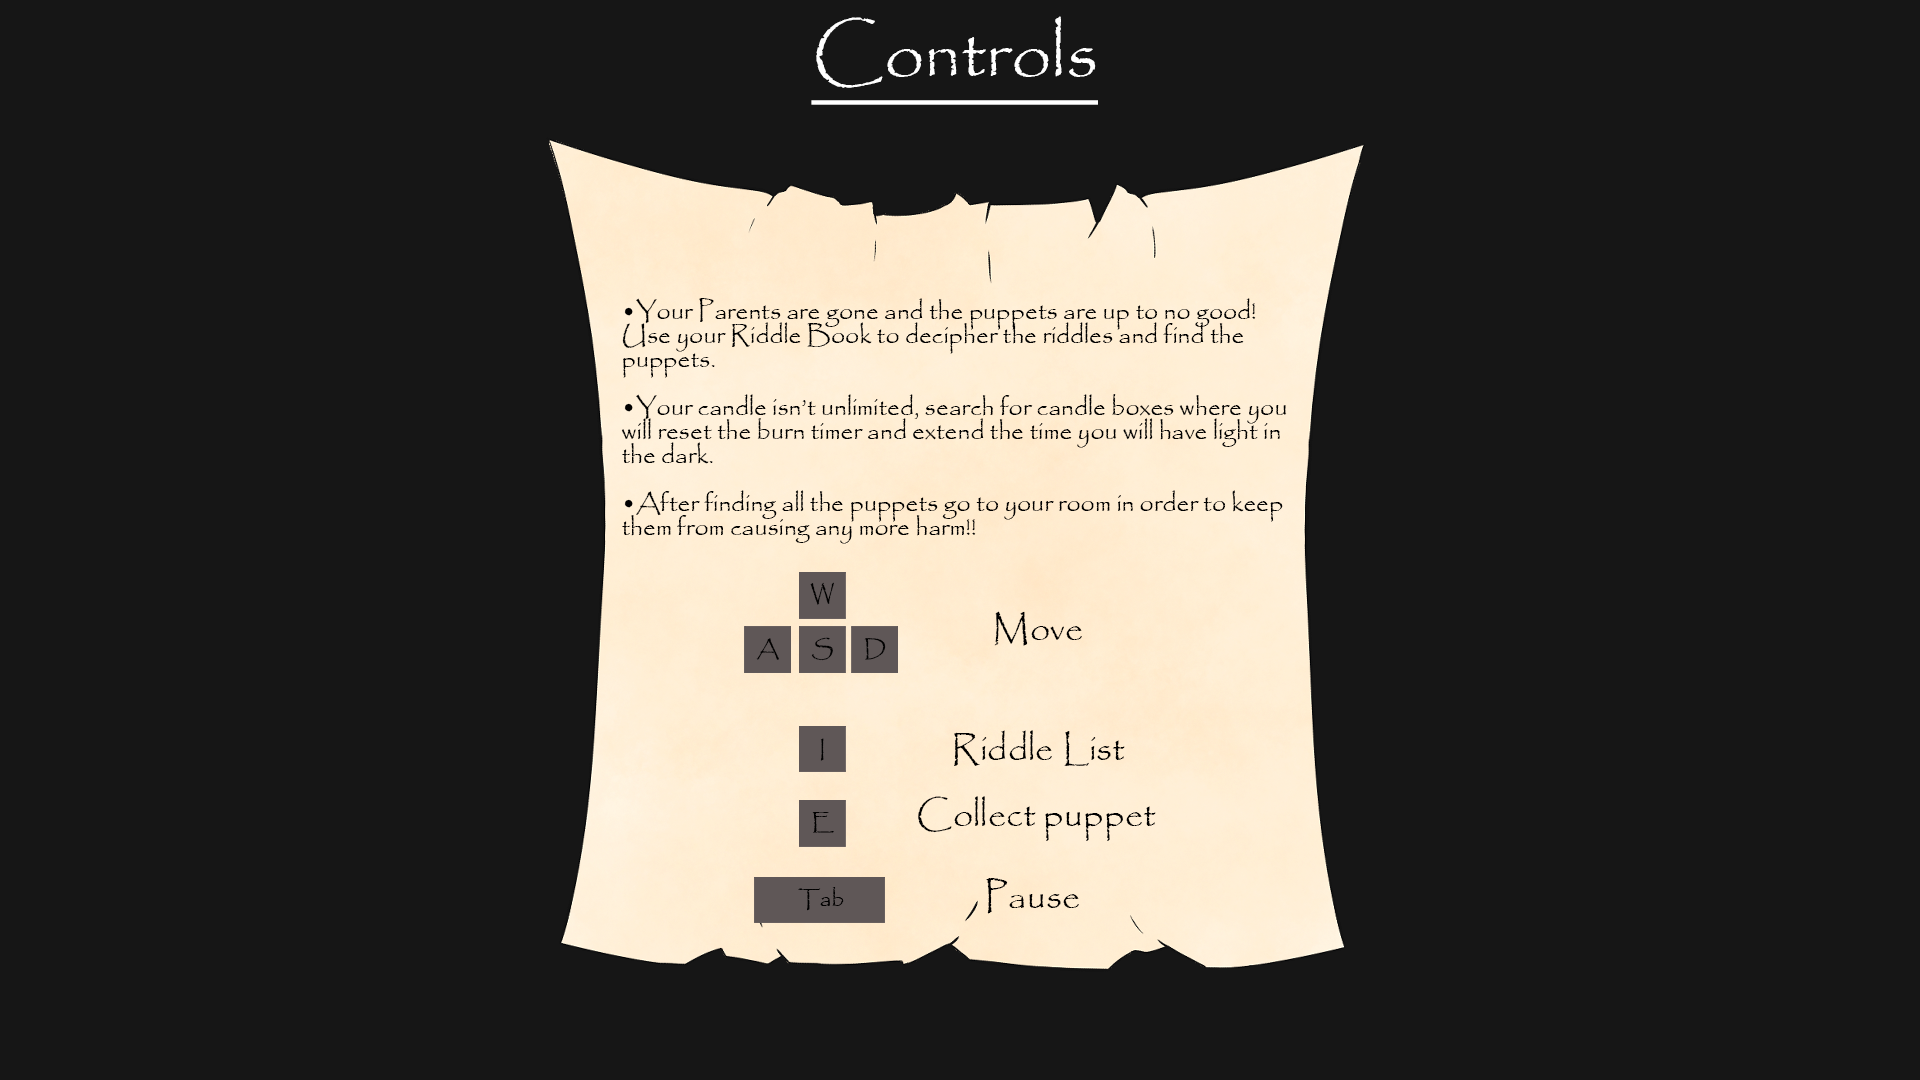 Controls
•Your Parents are gone and the puppets are up to no good!
Use your Riddle Book to decipher the riddles and find the
puppets.
•Your candle isn't unlimited, search for candle boxes where you
will reset the burn timer and extend the time you will have light in
the dark.
•After finding all the puppets go to your room in order to keep
them from causing any more harm!!
W
A S D
Move
I
Riddle List
E
Collect puppet
Tab
Pause